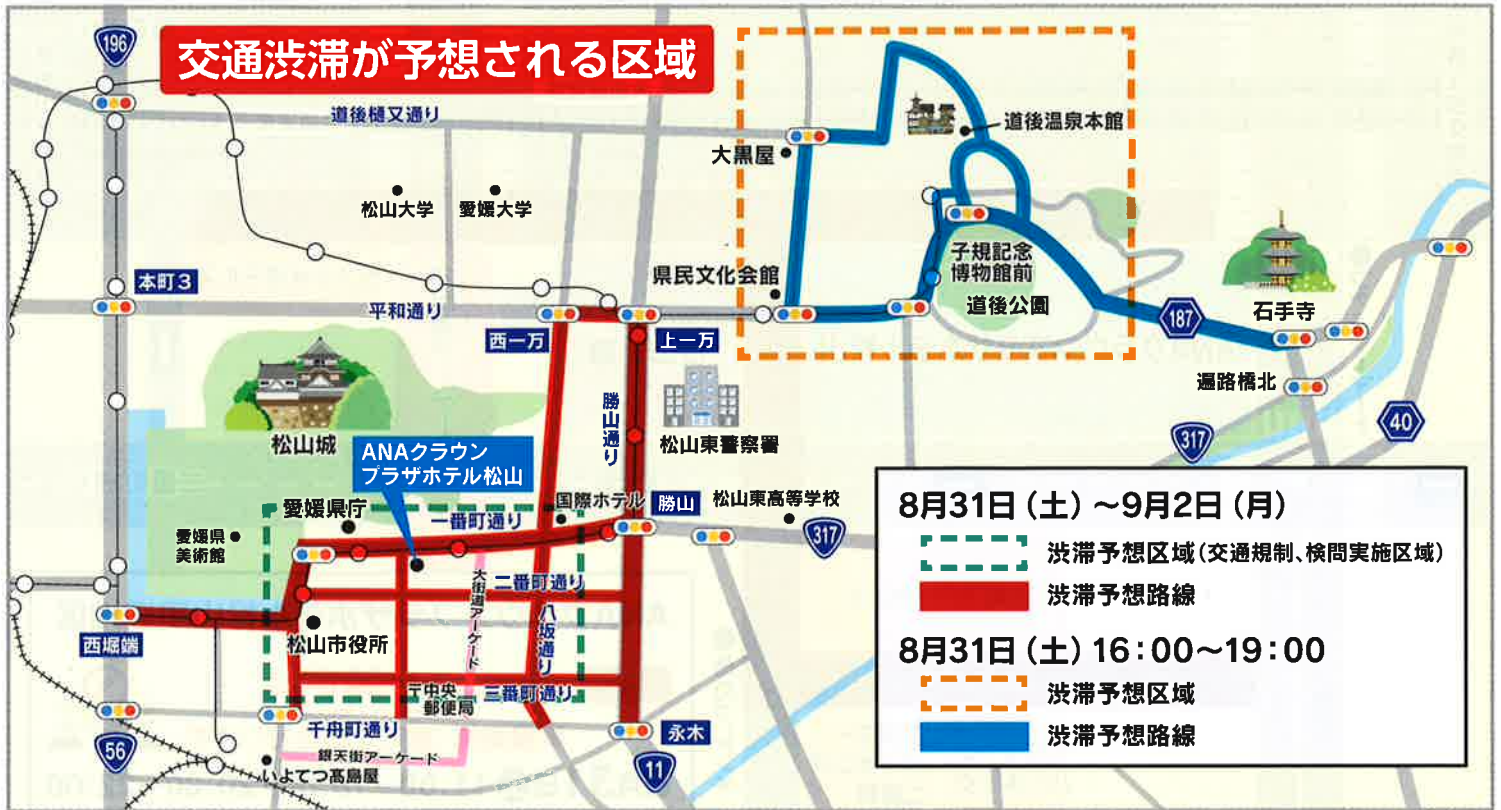 交通渋滞が予想される区域
196
道後樋又通り
大黒屋
道後温泉本館
松山大学
愛媛大学
本町3
平和通り
県民文化会館
子規記念
博物館前
道後公園
石手寺
187
西一万
上一万
遍路橋北
勝山通り
松山東警察署
松山城
ANAクラウン
プラザホテル松山
317
40
愛媛県庁
一番町通り
国際ホテル
勝山
松山東高等学校
愛媛県
美術館
317
大街道アーケード
二番町通り
八坂通り
西堀端
松山市役所
〒中央
郵便局
三番町通り
千舟町通り
永木
56
銀天街アーケード
いよてつ髙島屋
11
8月31日(土)~9月2日(月)
渋滞予想区域(交通規制、検問実施区域)
渋滞予想路線
8月31日(土)16:00~19:00
渋滞予想区域
渋滞予想路線